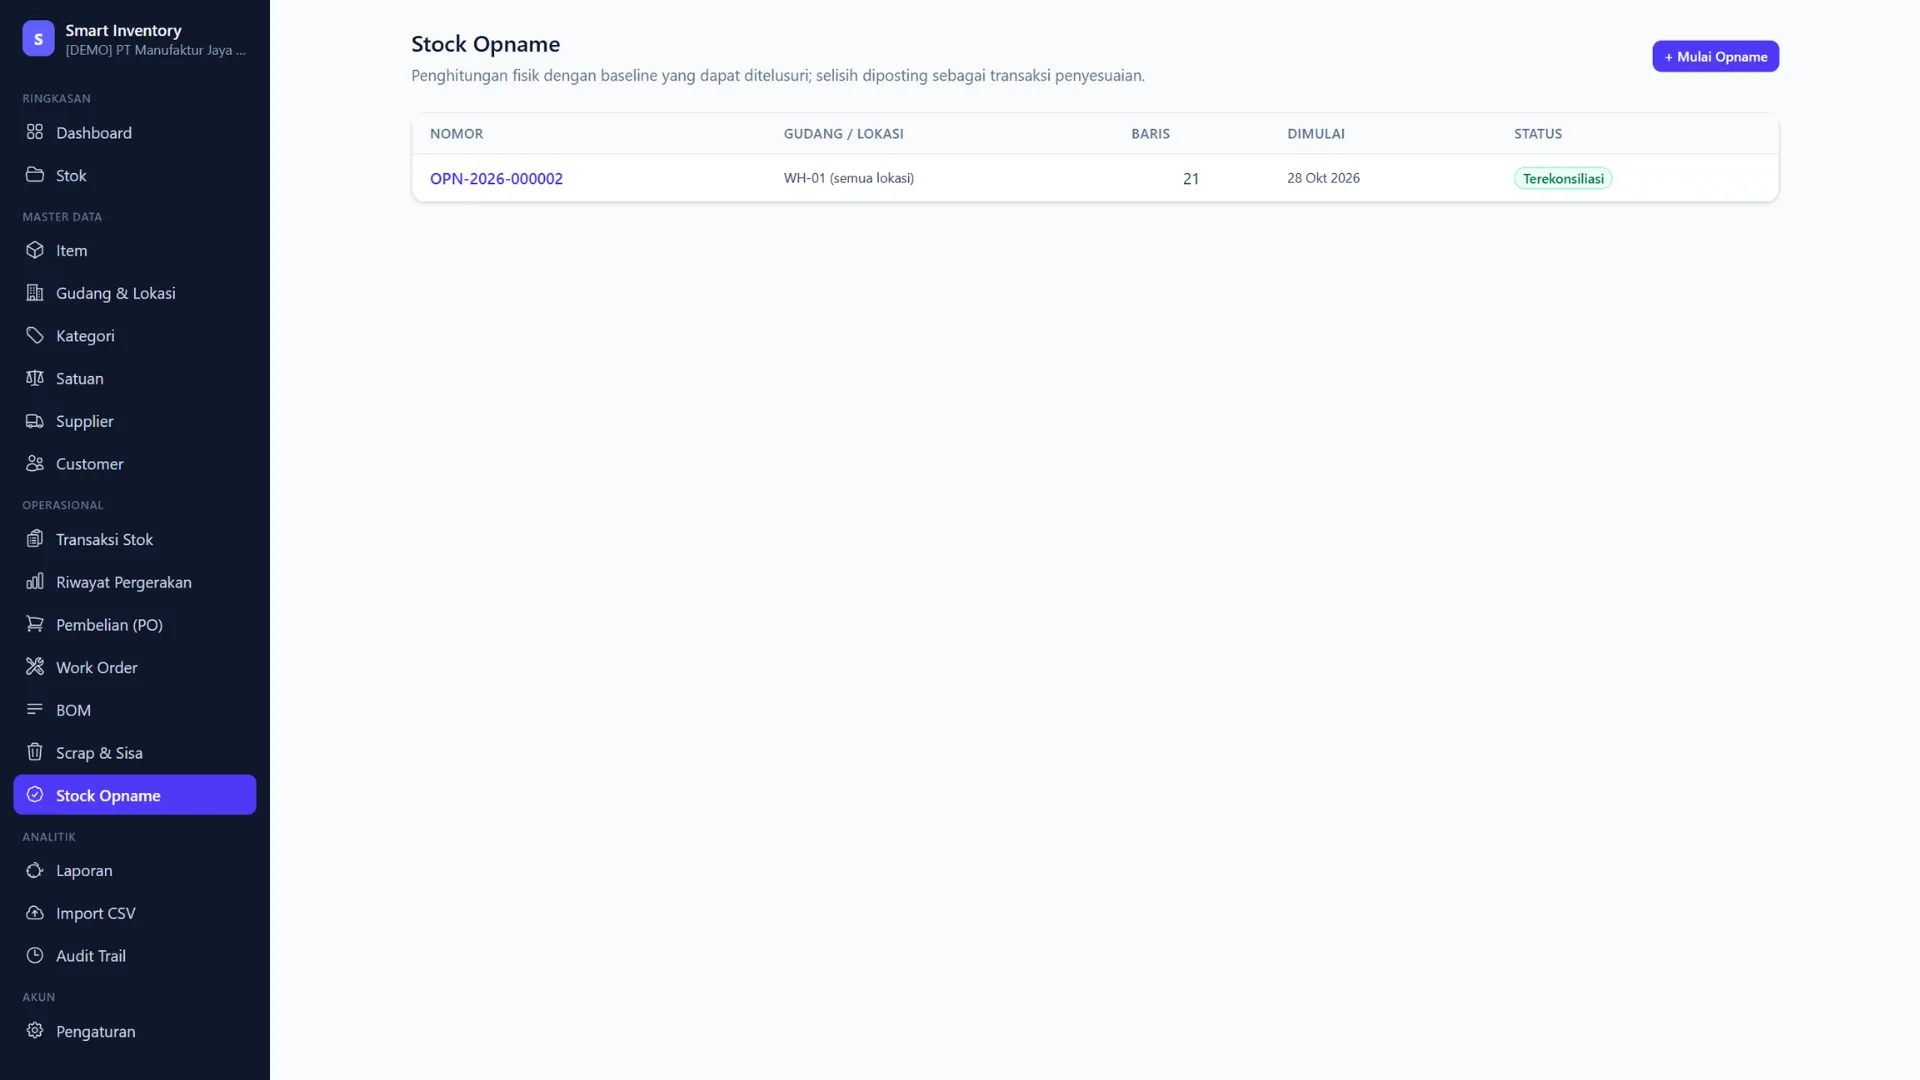 S
Smart Inventory
[DEMO] PT Manufaktur Jaya ...
RINGKASAN
Dashboard
Stok
MASTER DATA
Item
Gudang & Lokasi
Kategori
Satuan
Supplier
Customer
OPERASIONAL
Transaksi Stok
Riwayat Pergerakan
Pembelian (PO)
Work Order
BOM
Scrap & Sisa
Stock Opname
ANALITIK
Laporan
Import CSV
Audit Trail
AKUN
Pengaturan
Stock Opname
Penghitungan fisik dengan baseline yang dapat ditelusuri; selisih diposting sebagai transaksi penyesuaian.
+ Mulai Opname
NOMOR GUDANG / LOKASI BARIS DIMULAI STATUS
OPN-2026-000002 WH-01 (semua lokasi) 21 28 Okt 2026 Terekonsiliasi